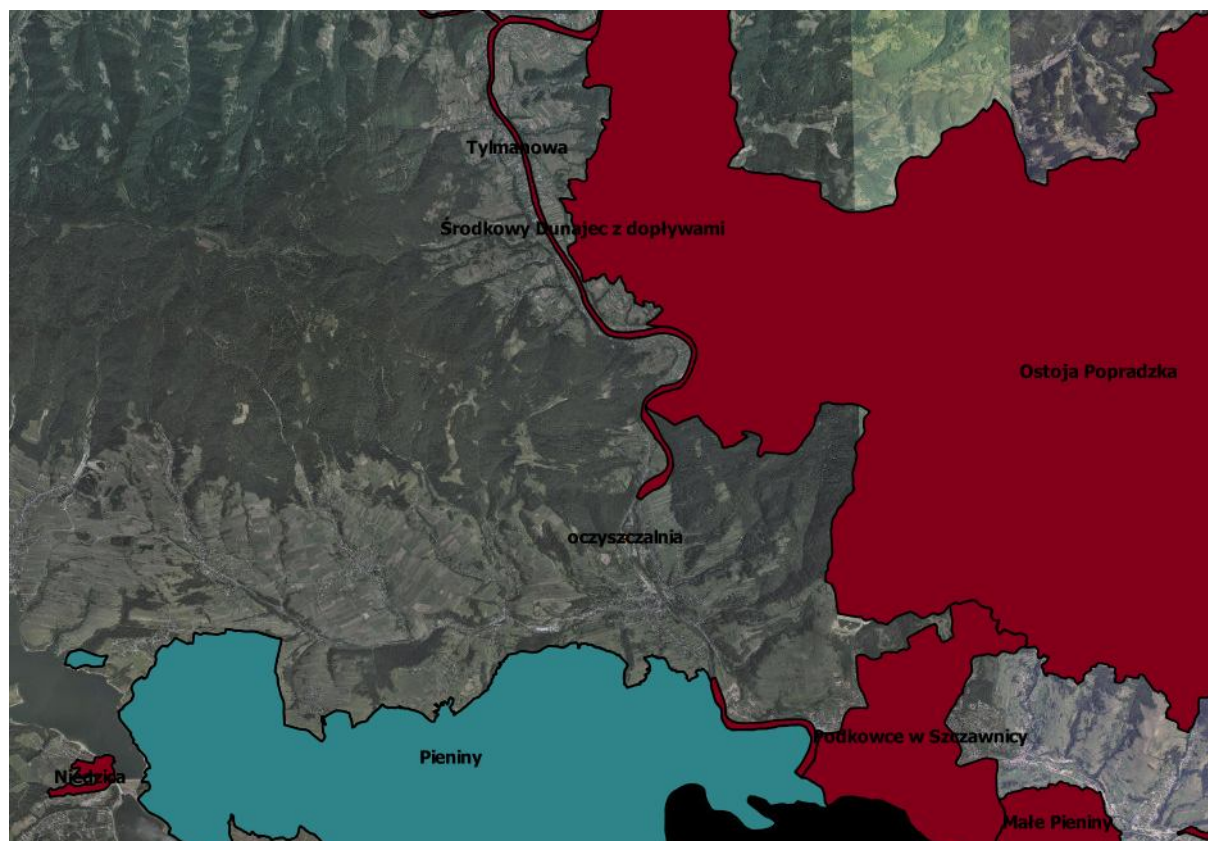 Tylmanowa
Środkowy Dunajec z dopływami
Ostoja Popradzka
oczyszczalnia
Podkowce w Szczawnicy
Pieniny
Niedzica
Małe Pieniny